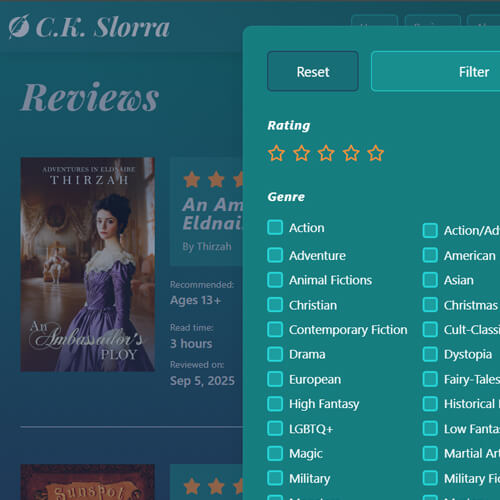 C.K. Slorra
Reviews
ADVENTURES IN ELDNAIRE
THIRZAH
An
Ambassador's
PLOY
An Am
Eldnai
By Thirzah
Recommended:
Ages 13+
Read time:
3 hours
Reviewed on:
Sep 5, 2025
SUNSPOT
Reset
Filter
Rating
Genre
Action
Action/Ad
Adventure
American
Animal Fictions
Asian
Christian
Christmas
Contemporary Fiction
Cult-Classi
Drama
Dystopia
European
Fairy-Tales
High Fantasy
Historical
LGBTQ+
Low Fanta
Magic
Martial Ar
Military
Military Fi